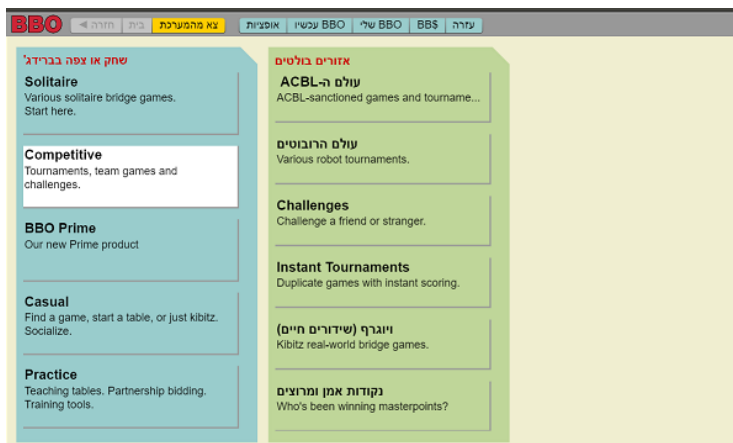 BBO
חזרה ◄
בית
צא מהמערכת
אופציות
BBO עכשיו
BBO שלי
BB$
עזרה
שחק או צפה בברידג'
Solitaire
Various solitaire bridge games.
Start here.
Competitive
Tournaments, team games and
challenges.
BBO Prime
Our new Prime product
Casual
Find a game, start a table, or just kibitz.
Socialize.
Practice
Teaching tables. Partnership bidding.
Training tools.
אזורים בולטים
עולם ה-ACBL
ACBL-sanctioned games and tourname...
עולם הרובוטים
Various robot tournaments.
Challenges
Challenge a friend or stranger.
Instant Tournaments
Duplicate games with instant scoring.
ויוגרף (שידורים חיים)
Kibitz real-world bridge games.
נקודות אמן ומרוצים
Who's been winning masterpoints?